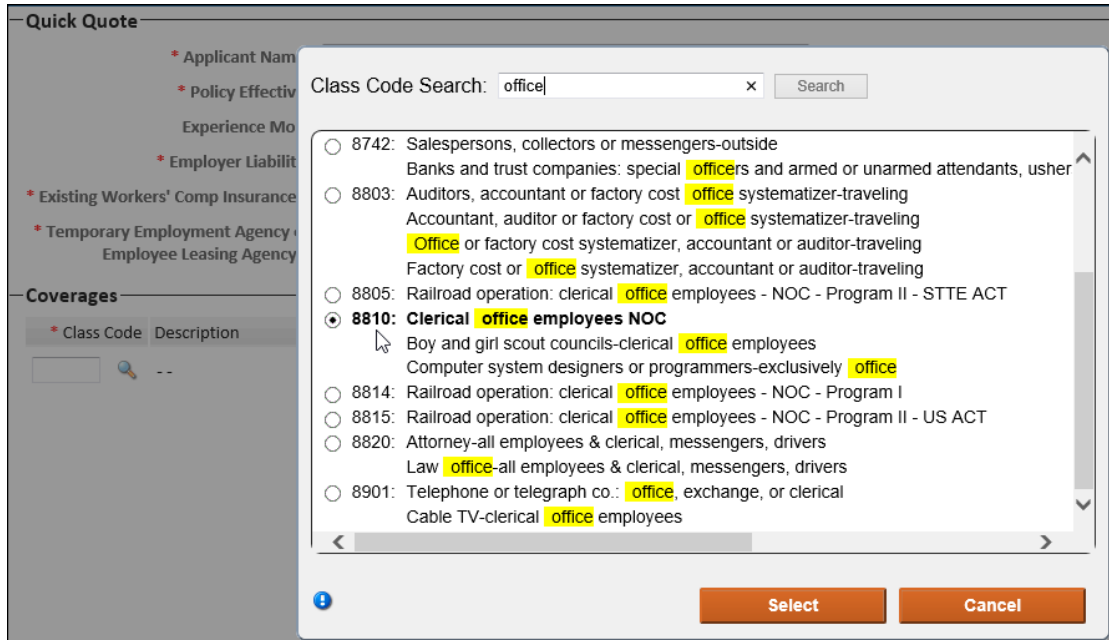 Quick Quote
* Applicant Nam
* Policy Effectiv
Experience Mo
* Employer Liabilit
* Existing Workers' Comp Insurance
* Temporary Employment Agency
Employee Leasing Agency
Coverages
* Class Code Description
- -
Class Code Search: office × Search
8742: Salespersons, collectors or messengers-outside
Banks and trust companies: special officers and armed or unarmed attendants, usher
8803: Auditors, accountant or factory cost office systematizer-traveling
Accountant, auditor or factory cost or office systematizer-traveling
Office or factory cost systematizer, accountant or auditor-traveling
Factory cost or office systematizer, accountant or auditor-traveling
8805: Railroad operation: clerical office employees - NOC - Program II - STTE ACT
8810: Clerical office employees NOC
Boy and girl scout councils-clerical office employees
Computer system designers or programmers-exclusively office
8814: Railroad operation: clerical office employees - NOC - Program I
8815: Railroad operation: clerical office employees - NOC - Program II - US ACT
8820: Attorney-all employees & clerical, messengers, drivers
Law office-all employees & clerical, messengers, drivers
8901: Telephone or telegraph co.: office, exchange, or clerical
Cable TV-clerical office employees
Select Cancel